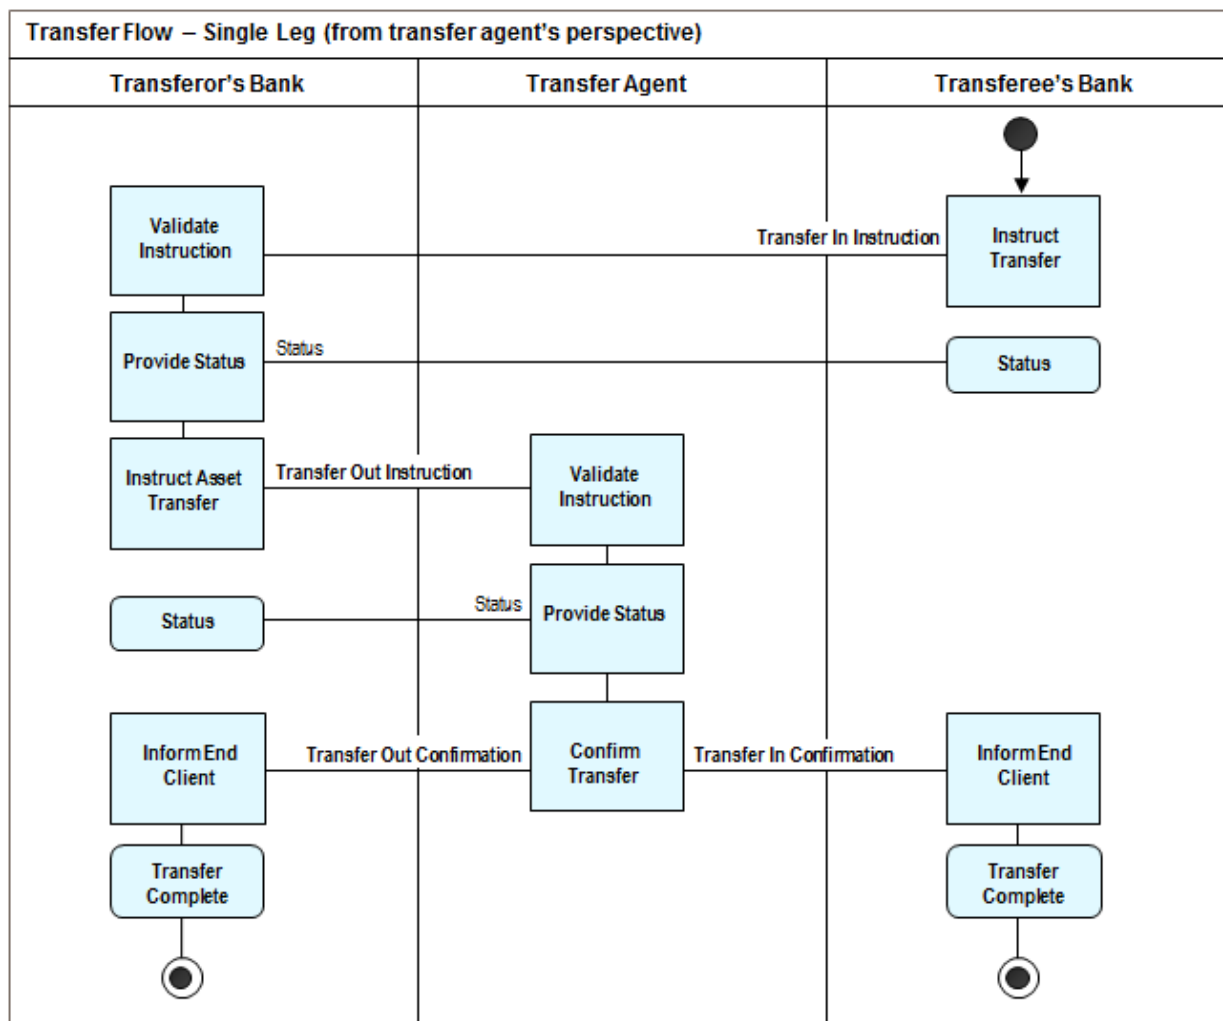 Transfer Flow – Single Leg (from transfer agent's perspective)
Transferor's Bank
Transfer Agent
Transferee's Bank
Validate
Instruction
Transfer In Instruction
Instruct
Transfer
Provide Status
Status
Status
Instruct Asset
Transfer
Transfer Out Instruction
Validate
Instruction
Status
Status
Provide Status
Inform End
Client
Transfer Out Confirmation
Confirm
Transfer
Transfer In Confirmation
Inform End
Client
Transfer
Complete
Transfer
Complete